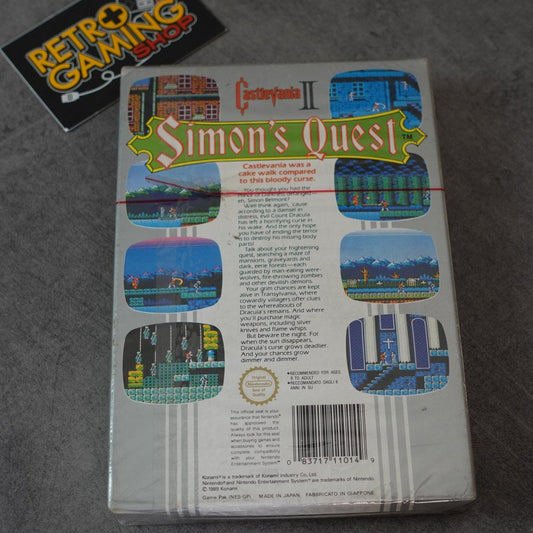 RETRO
GAMING
SHOP
Castlevania II
Simon's Quest™
Castlevania was a
cake walk compared
to this bloody curse.
You thought you had the
eh, Simon Belmont?
Well think again, 'cause
according to a damsel in
distress, evil Count Dracula
has left a horrifying curse
in his wake. And the only hope
you have of ending the terror
is to destroy his missing body
parts!
Talk about your frightening
quest, searching a maze of
mansions, graveyards and
dark, eerie forests—each
guarded by man-eating were-
wolves, fire-throwing zombies
and other devilish demons.
Your grim chances are kept
alive in Transylvania, where
cowardly villagers offer clues
to the whereabouts of
Dracula's remains. And where
you'll purchase magic
weapons, including silver
knives and flame whips.
But beware of the night. For
when the sun disappears,
Dracula's curse grows deadlier.
And your chances grow
dimmer and dimmer.
•RECOMMENDED FOR AGES
8 TO ADULT
•RECOMANDATO DAGLI 8
ANNI IN SU
Original
Nintendo
Seal of
Quality
This official seal is your
assurance that Nintendo®
has approved the
quality of this product.
Always look for this seal
when buying games and
accessories to ensure
complete compatibility
with your Nintendo
Entertainment System™.
0 83717 11014 9
Konami® is a trademark of Konami Industry Co., Ltd.
Nintendo® and Nintendo Entertainment System™ are trademarks of Nintendo.
© 1989 Konami
Game Pak (NES-GP) MADE IN JAPAN FABRICATO IN GIAPPONE